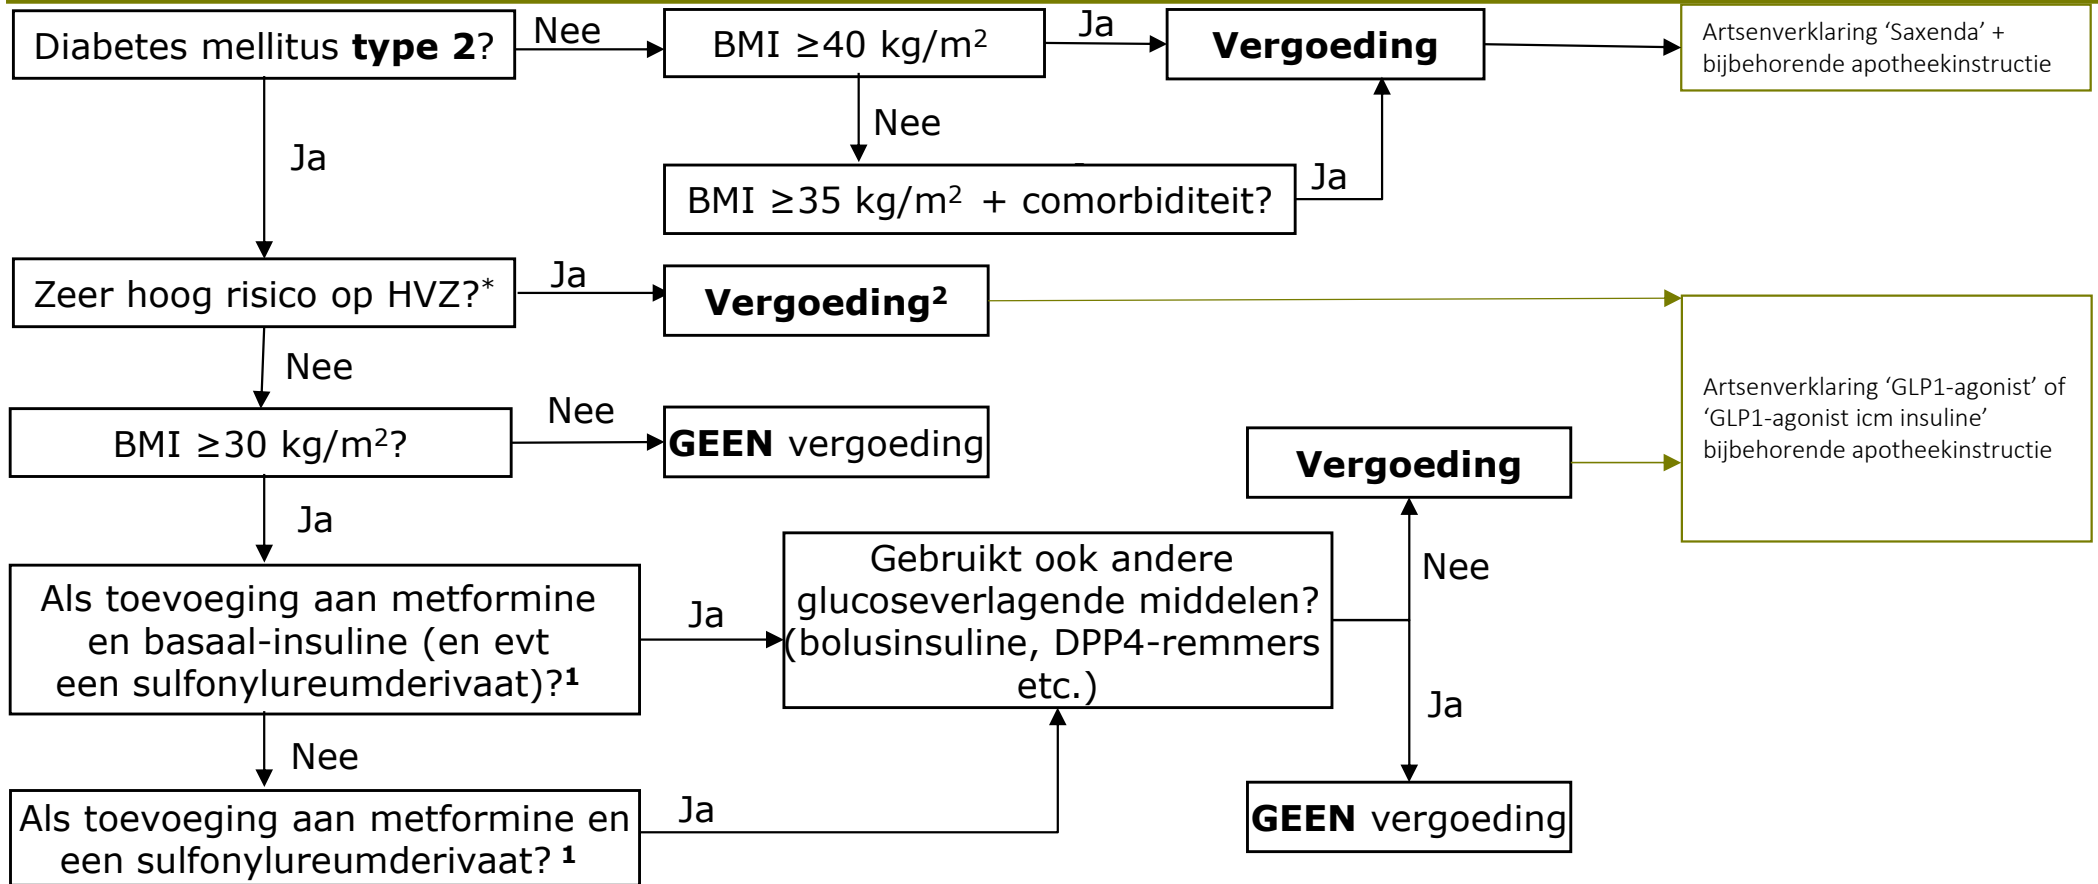 Diabetes mellitus type 2?
Nee
BMI ≥40 kg/m²
Ja
Vergoeding
Artsenverklaring ‘Saxenda’ +
bijbehorende apotheekinstructie
Ja
Nee
BMI ≥35 kg/m² + comorbiditeit?
Ja
Zeer hoog risico op HVZ?*
Ja
Vergoeding²
Nee
BMI ≥30 kg/m²?
Nee
GEEN vergoeding
Vergoeding
Artsenverklaring ‘GLP1-agonist’ of
‘GLP1-agonist icm insuline’
bijbehorende apotheekinstructie
Ja
Als toevoeging aan metformine
en basaal-insuline (en evt
een sulfonylureumderivaat)?¹
Ja
Gebruikt ook andere
glucoseverlagende middelen?
(bolusinsuline, DPP4-remmers
etc.)
Nee
Ja
Nee
Als toevoeging aan metformine en
een sulfonylureumderivaat? ¹
Ja
GEEN vergoeding